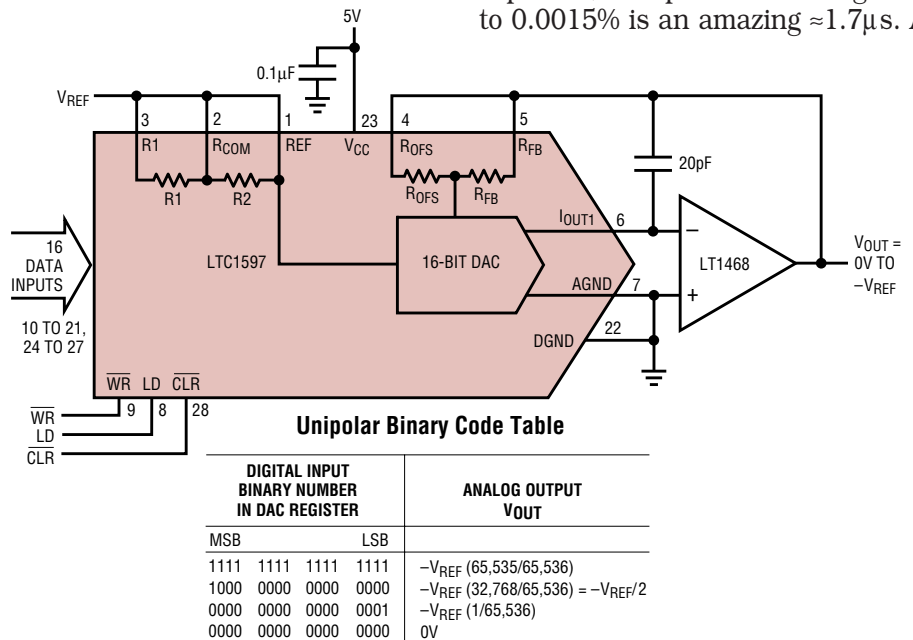 to 0.0015% is an amazing ≈1.7µs. A
5V
0.1µF
VREF
3 2 1 23 4 5
R1 RCOM REF VCC ROFS RFB
R1 R2 ROFS RFB
20pF
IOUT1 6
16
DATA
INPUTS
LTC1597
16-BIT DAC
LT1468
−
+
VOUT =
0V TO
−VREF
AGND 7
10 TO 21,
24 TO 27
DGND 22
WR LD CLR
9 8 28
WR
LD
CLR
Unipolar Binary Code Table
DIGITAL INPUT
BINARY NUMBER
IN DAC REGISTER
ANALOG OUTPUT
VOUT
MSB LSB
1111 1111 1111 1111 −VREF (65,535/65,536)
1000 0000 0000 0000 −VREF (32,768/65,536) = −VREF/2
0000 0000 0000 0001 −VREF (1/65,536)
0000 0000 0000 0000 0V